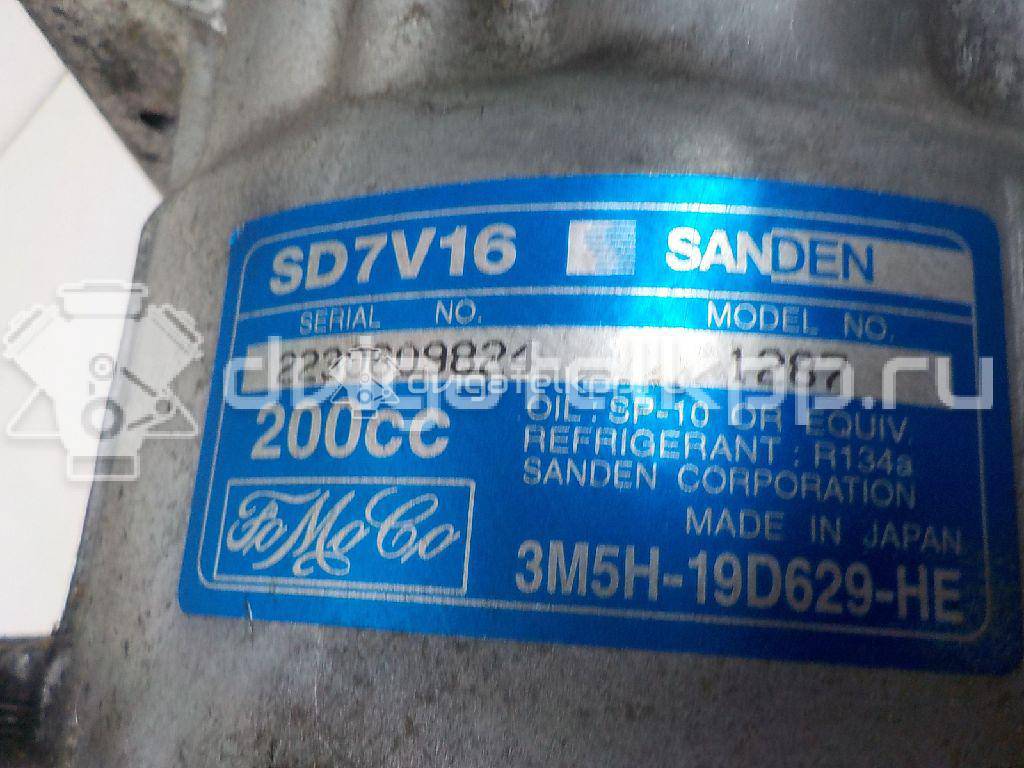 SD7V16 SANDEN
SERIAL NO. MODEL NO.
1287
200CC
OIL : SP-10 OR EQUIV.
REFRIGERANT : R134a
SANDEN CORPORATION
MADE IN JAPAN
FoMoCo
3M5H-19D629-HE